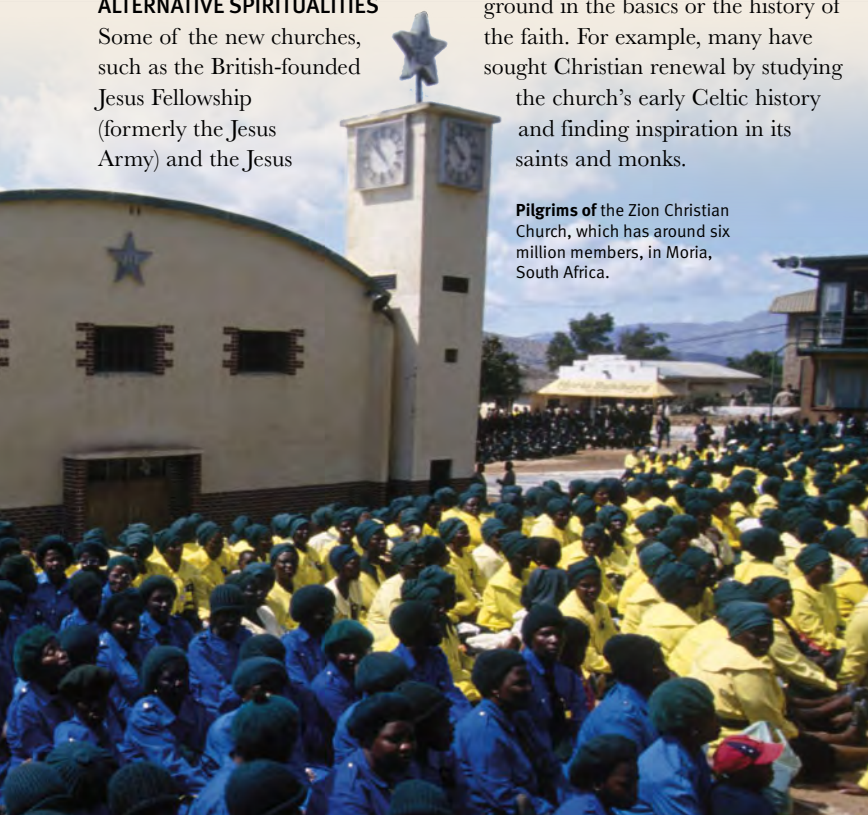 ALTERNATIVE SPIRITUALITIES
Some of the new churches,
such as the British-founded
Jesus Fellowship
(formerly the Jesus
Army) and the Jesus
ground in the basics or the history of
the faith. For example, many have
sought Christian renewal by studying
the church's early Celtic history
and finding inspiration in its
saints and monks.
Pilgrims of the Zion Christian
Church, which has around six
million members, in Moria,
South Africa.
Moria